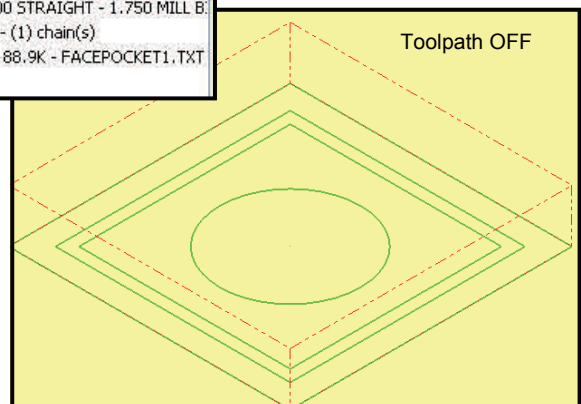 00 STRAIGHT - 1.750 MILL B
- (1) chain(s)
88.9K - FACEPOCKET1.TXT
Toolpath OFF